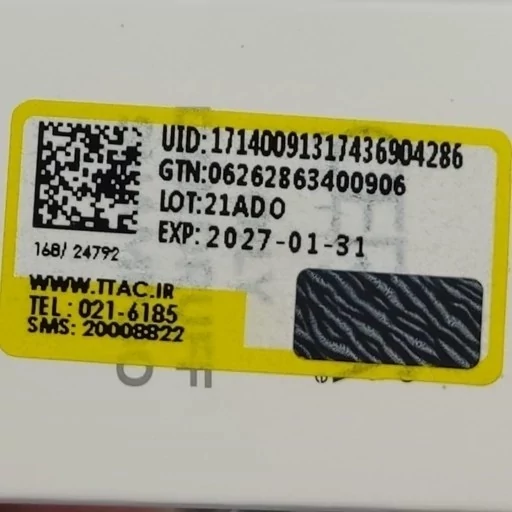 UID:17140091317436904286
GTN:06262863400906
LOT:21ADO
EXP:2027-01-31
168/ 24792
WWW.TTAC.IR
TEL: 021-6185
SMS: 20008822